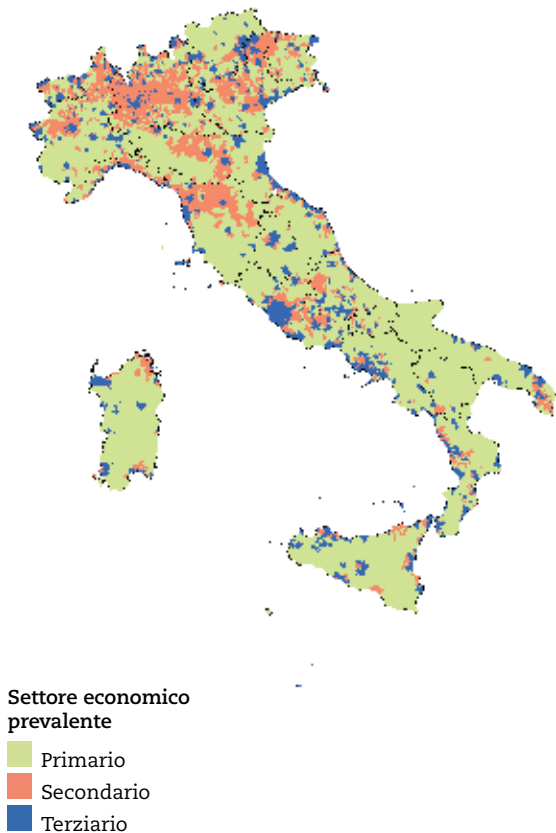 Settore economico
prevalente
Primario
Secondario
Terziario